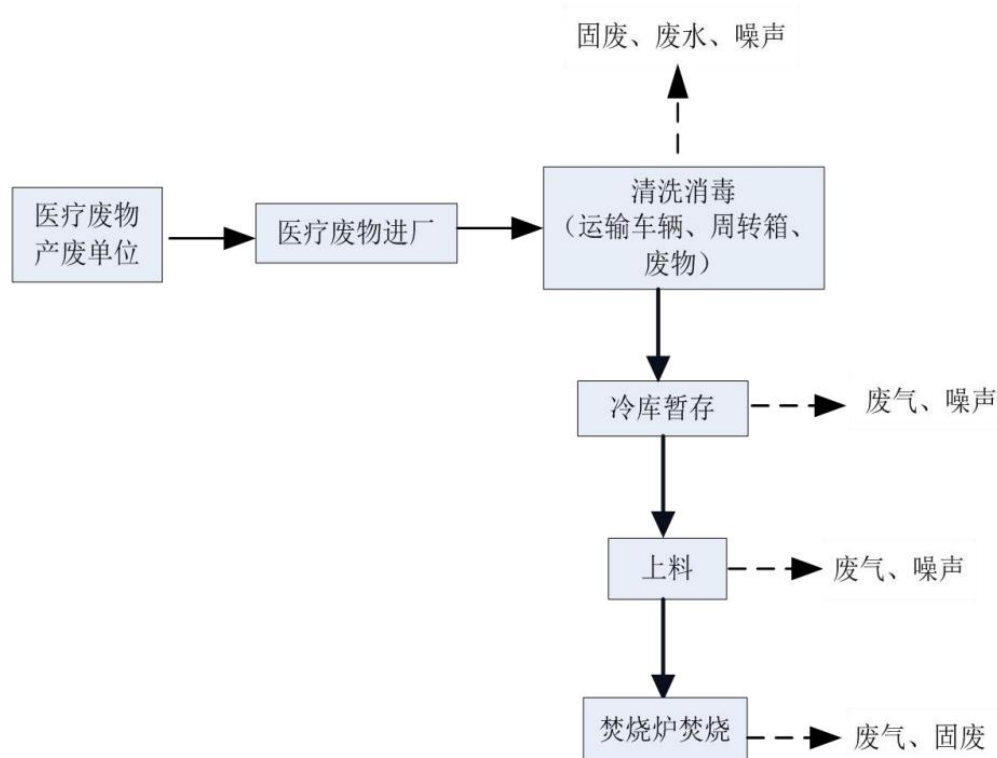 固废、废水、噪声
医疗废物
产废单位
医疗废物进厂
清洗消毒
（运输车辆、周转箱、
废物）
冷库暂存
废气、噪声
上料
废气、噪声
焚烧炉焚烧
废气、固废